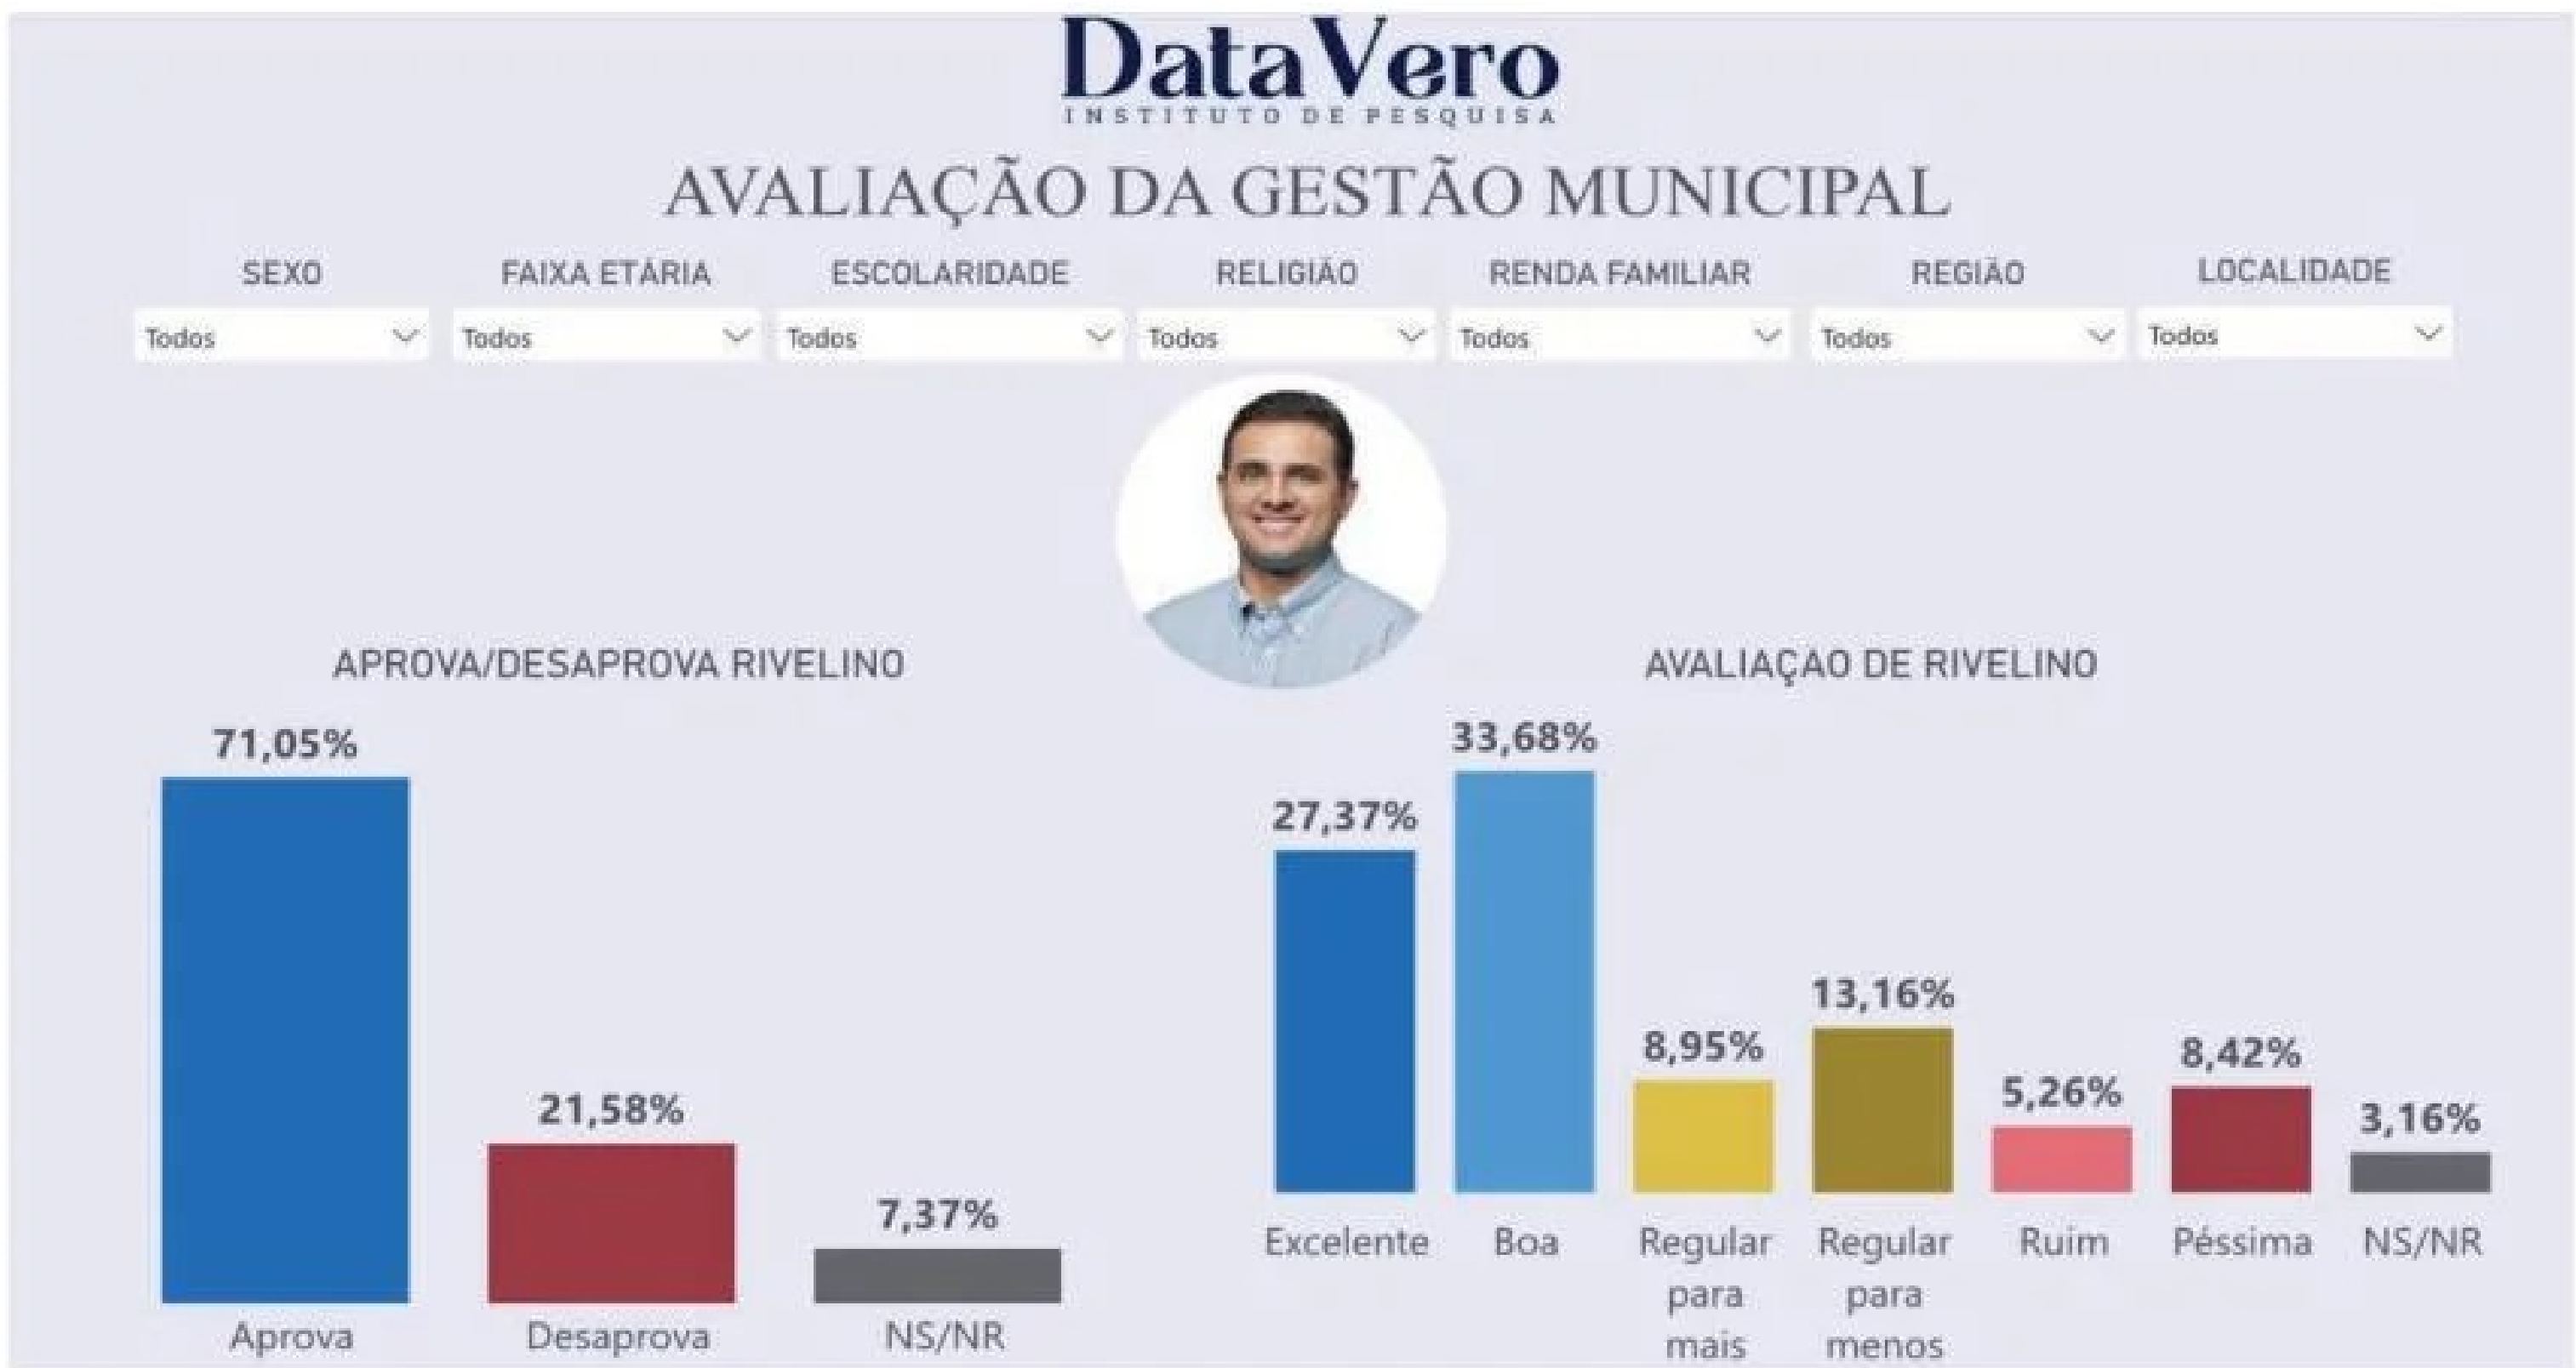 DataVero
INSTITUTO DE PESQUISA
AVALIAÇÃO DA GESTÃO MUNICIPAL
SEXO FAIXA ETÁRIA ESCOLARIDADE RELIGIÃO RENDA FAMILIAR REGIÃO LOCALIDADE
Todos Todos Todos Todos Todos Todos Todos
APROVA/DESAPROVA RIVELINO
71,05%
21,58%
7,37%
Aprova Desaprova NS/NR
AVALIAÇAO DE RIVELINO
27,37%
33,68%
8,95%
13,16%
5,26%
8,42%
3,16%
Excelente
Boa
Regular
para
mais
Regular
para
menos
Ruim
Péssima
NS/NR